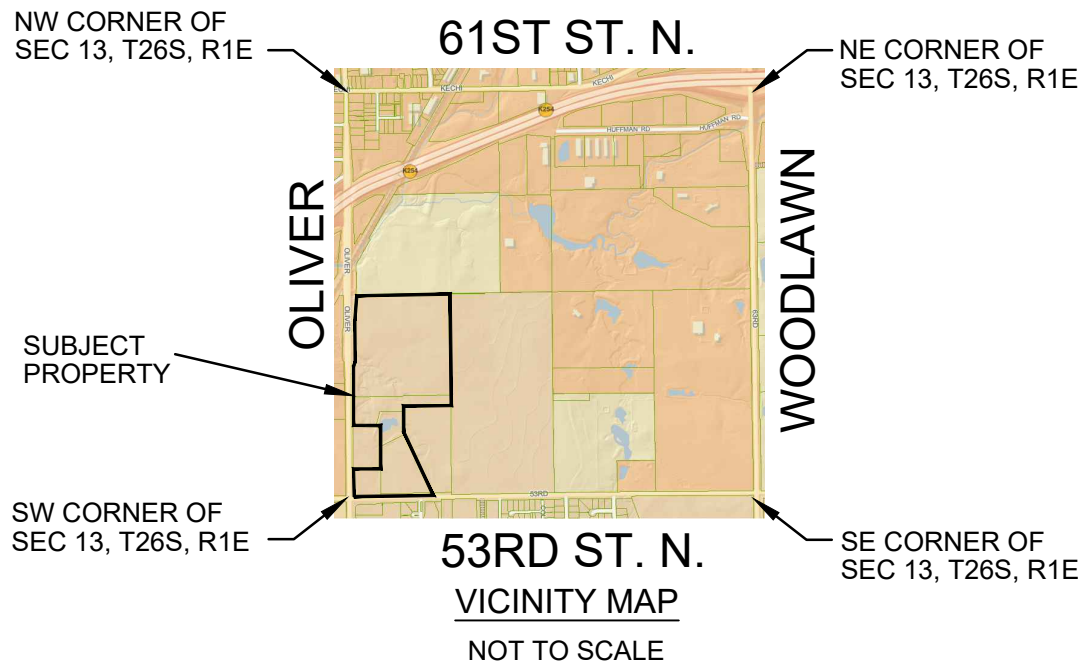 NW CORNER OF
SEC 13, T26S, R1E
61ST ST. N.
NE CORNER OF
SEC 13, T26S, R1E
KECHI
KECHI
K254
HUFFMAN RD
HUFFMAN RD
K254
OLIVER
WOODLAWN
OLIVER
OLIVER
63RD
SUBJECT
PROPERTY
53RD
SW CORNER OF
SEC 13, T26S, R1E
53RD ST. N.
SE CORNER OF
SEC 13, T26S, R1E
VICINITY MAP
NOT TO SCALE